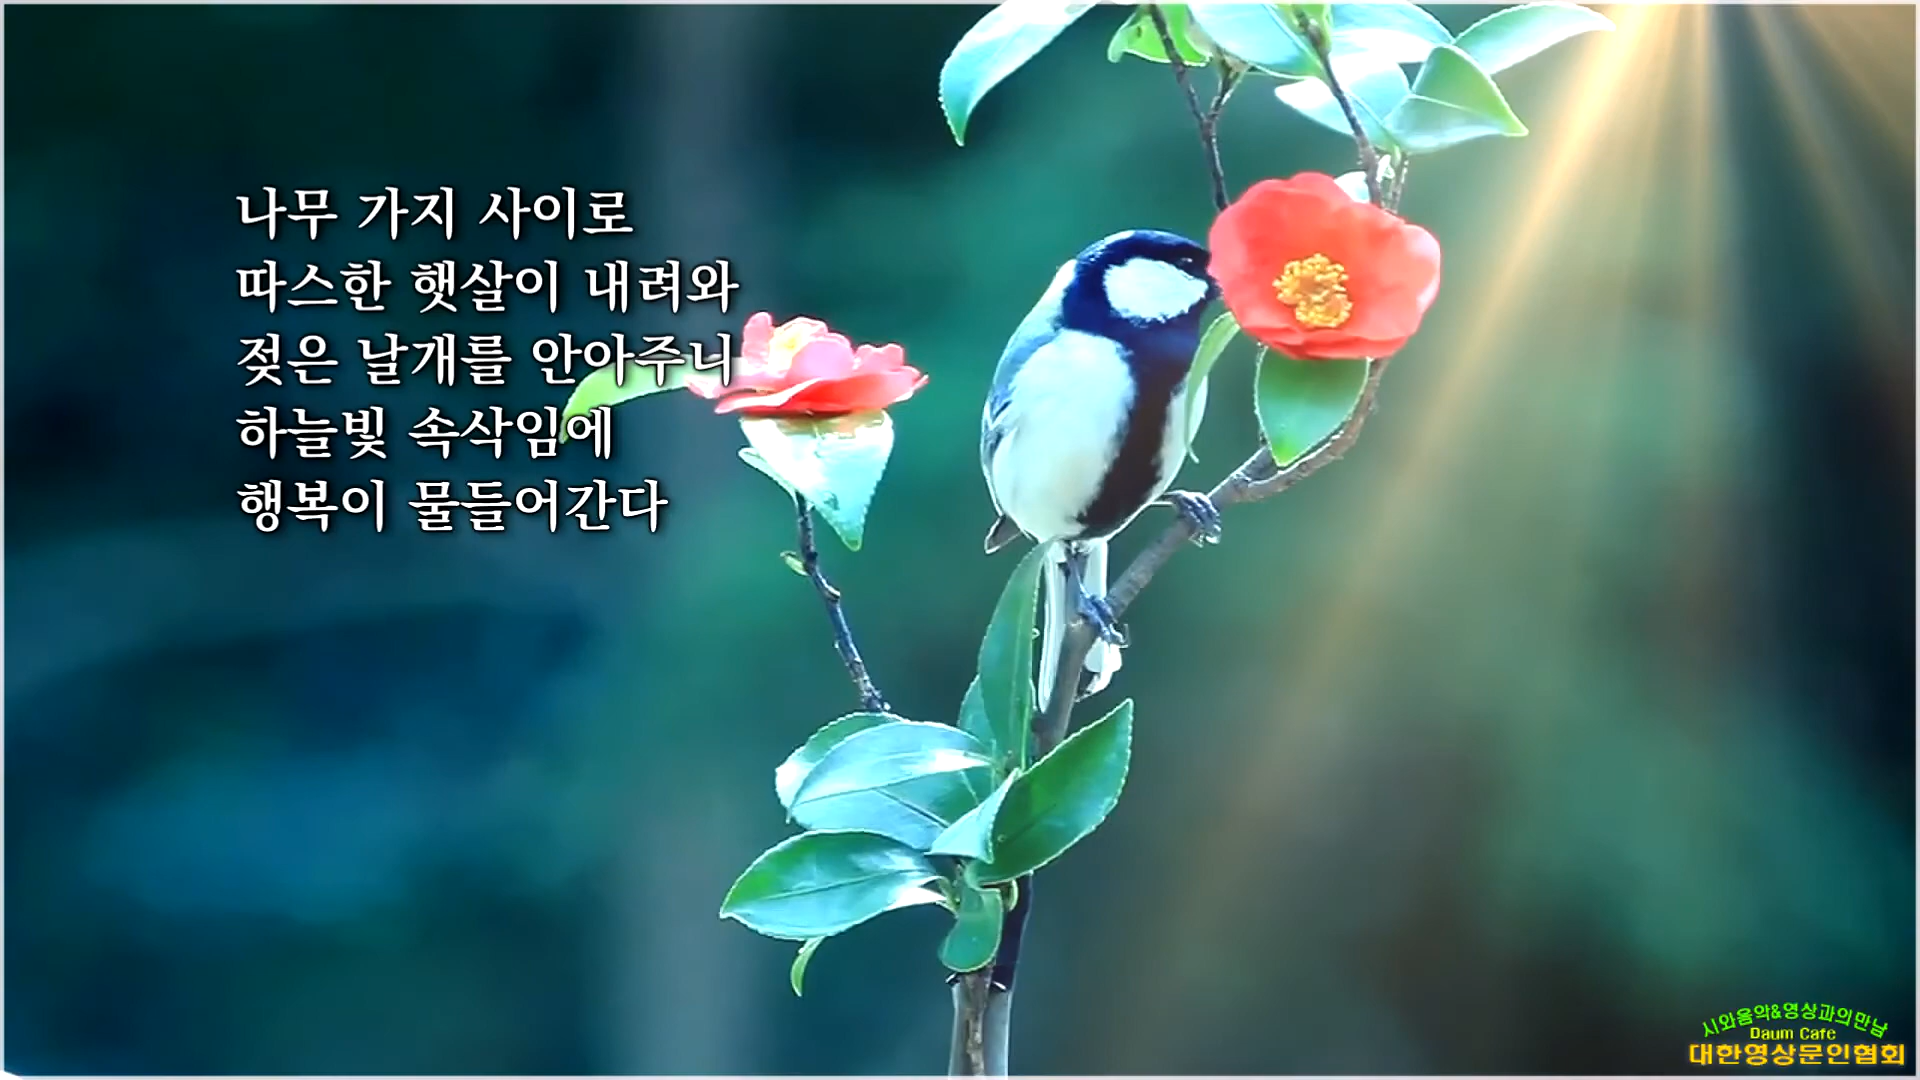 나무 가지 사이로
따스한 햇살이 내려와
젖은 날개를 안아주니
하늘빛 속삭임에
행복이 물들어간다
시와음악&영상과의만남
Daum Cafe
대한영상문인협회